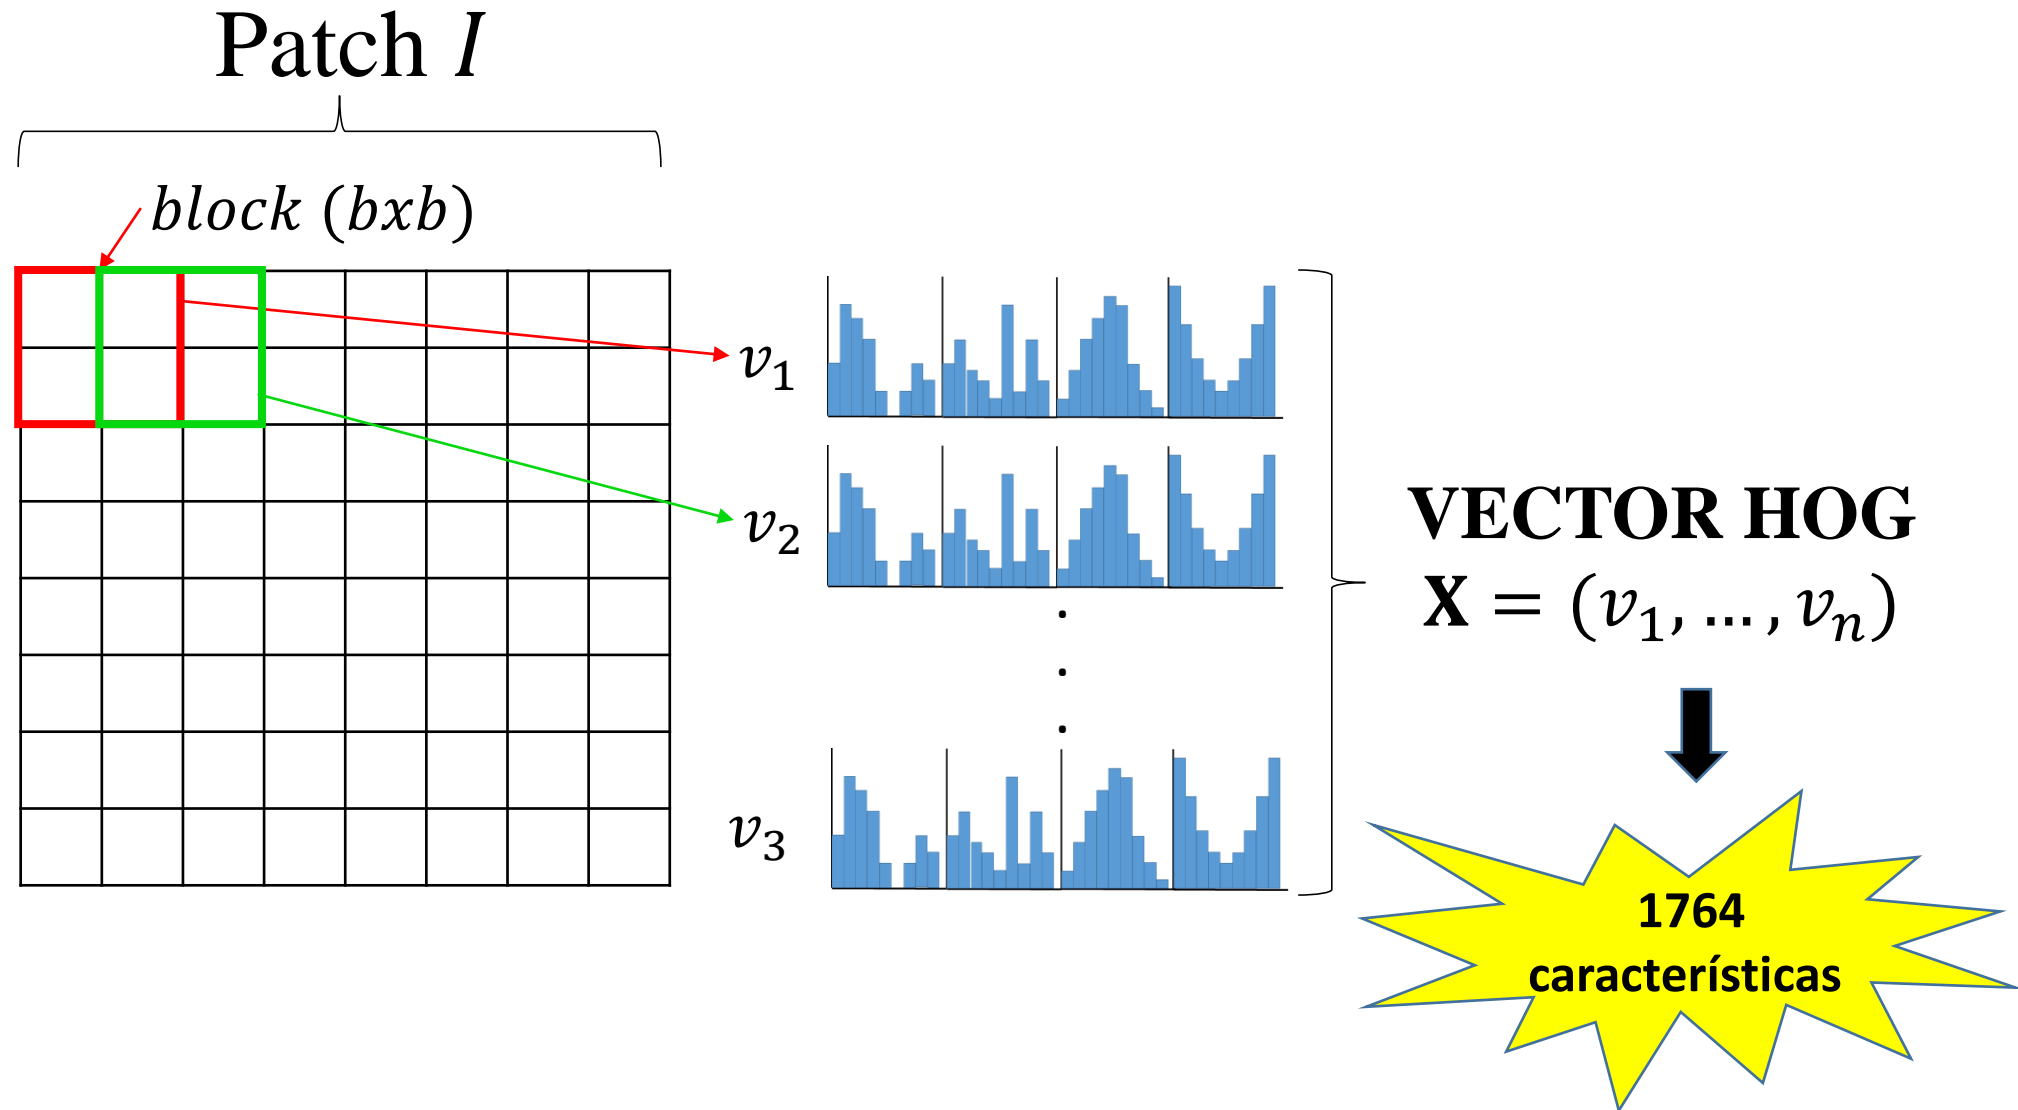 Patch I
block (bxb)
v₁
v₂
v₃
VECTOR HOG
X = (v₁, … , vₙ)
1764
características